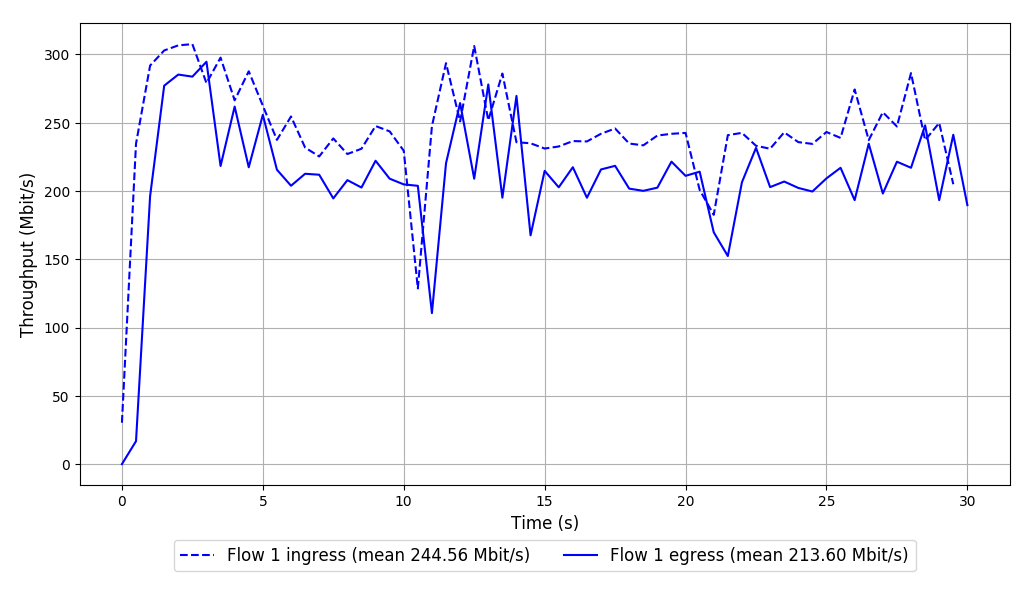 300
250
200
150
100
50
0
Throughput (Mbit/s)
0 5 10 15 20 25 30
Time (s)
Flow 1 ingress (mean 244.56 Mbit/s) Flow 1 egress (mean 213.60 Mbit/s)